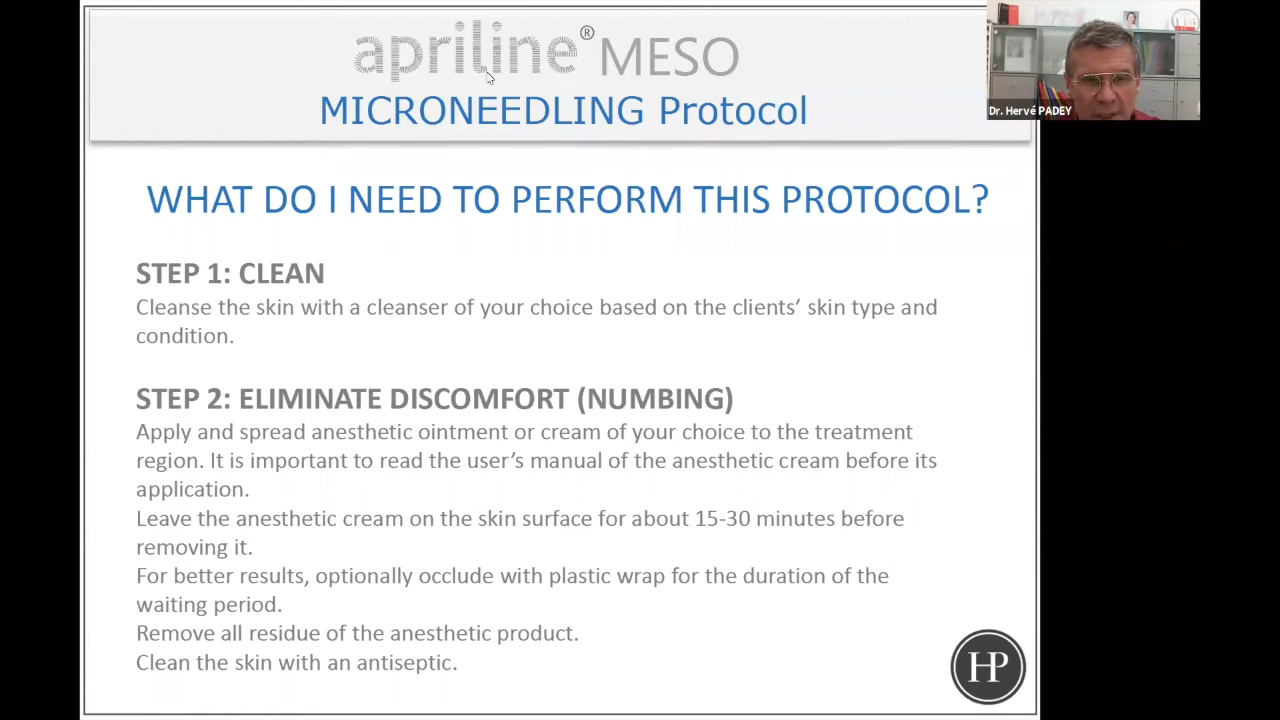 apriline® MESO
MICRONEEDLING Protocol
Dr. Hervé PADEY
WHAT DO I NEED TO PERFORM THIS PROTOCOL?
STEP 1: CLEAN
Cleanse the skin with a cleanser of your choice based on the clients’ skin type and
condition.
STEP 2: ELIMINATE DISCOMFORT (NUMBING)
Apply and spread anesthetic ointment or cream of your choice to the treatment
region. It is important to read the user’s manual of the anesthetic cream before its
application.
Leave the anesthetic cream on the skin surface for about 15-30 minutes before
removing it.
For better results, optionally occlude with plastic wrap for the duration of the
waiting period.
Remove all residue of the anesthetic product.
Clean the skin with an antiseptic.
HP